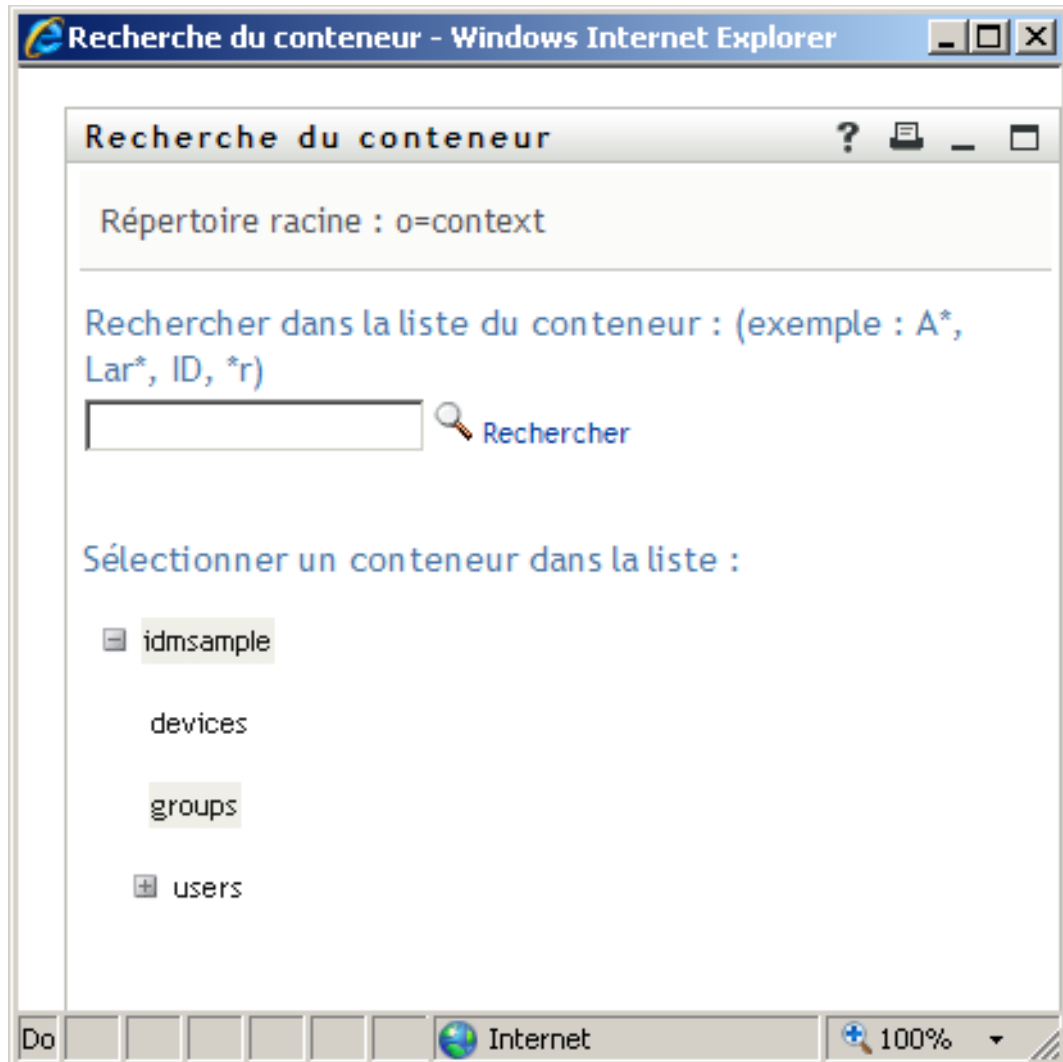 Recherche du conteneur - Windows Internet Explorer
Recherche du conteneur
Répertoire racine : o=context
Rechercher dans la liste du conteneur : (exemple : A*,
Lar*, ID, *r)
Rechercher
Sélectionner un conteneur dans la liste :
idmsample
devices
groups
users
Do
Internet
100%